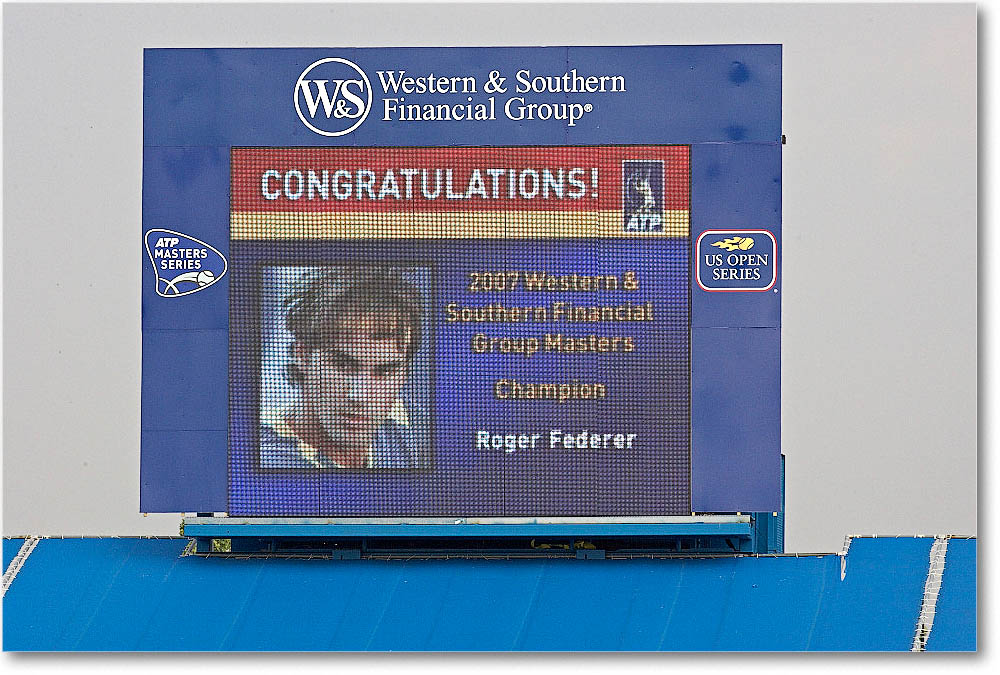 W&S
Western & Southern
Financial Group®
CONGRATULATIONS!
ATP
ATP
MASTERS
SERIES
2007 Western &
Southern Financial
Group Masters
Champion
Roger Federer
US OPEN
SERIES